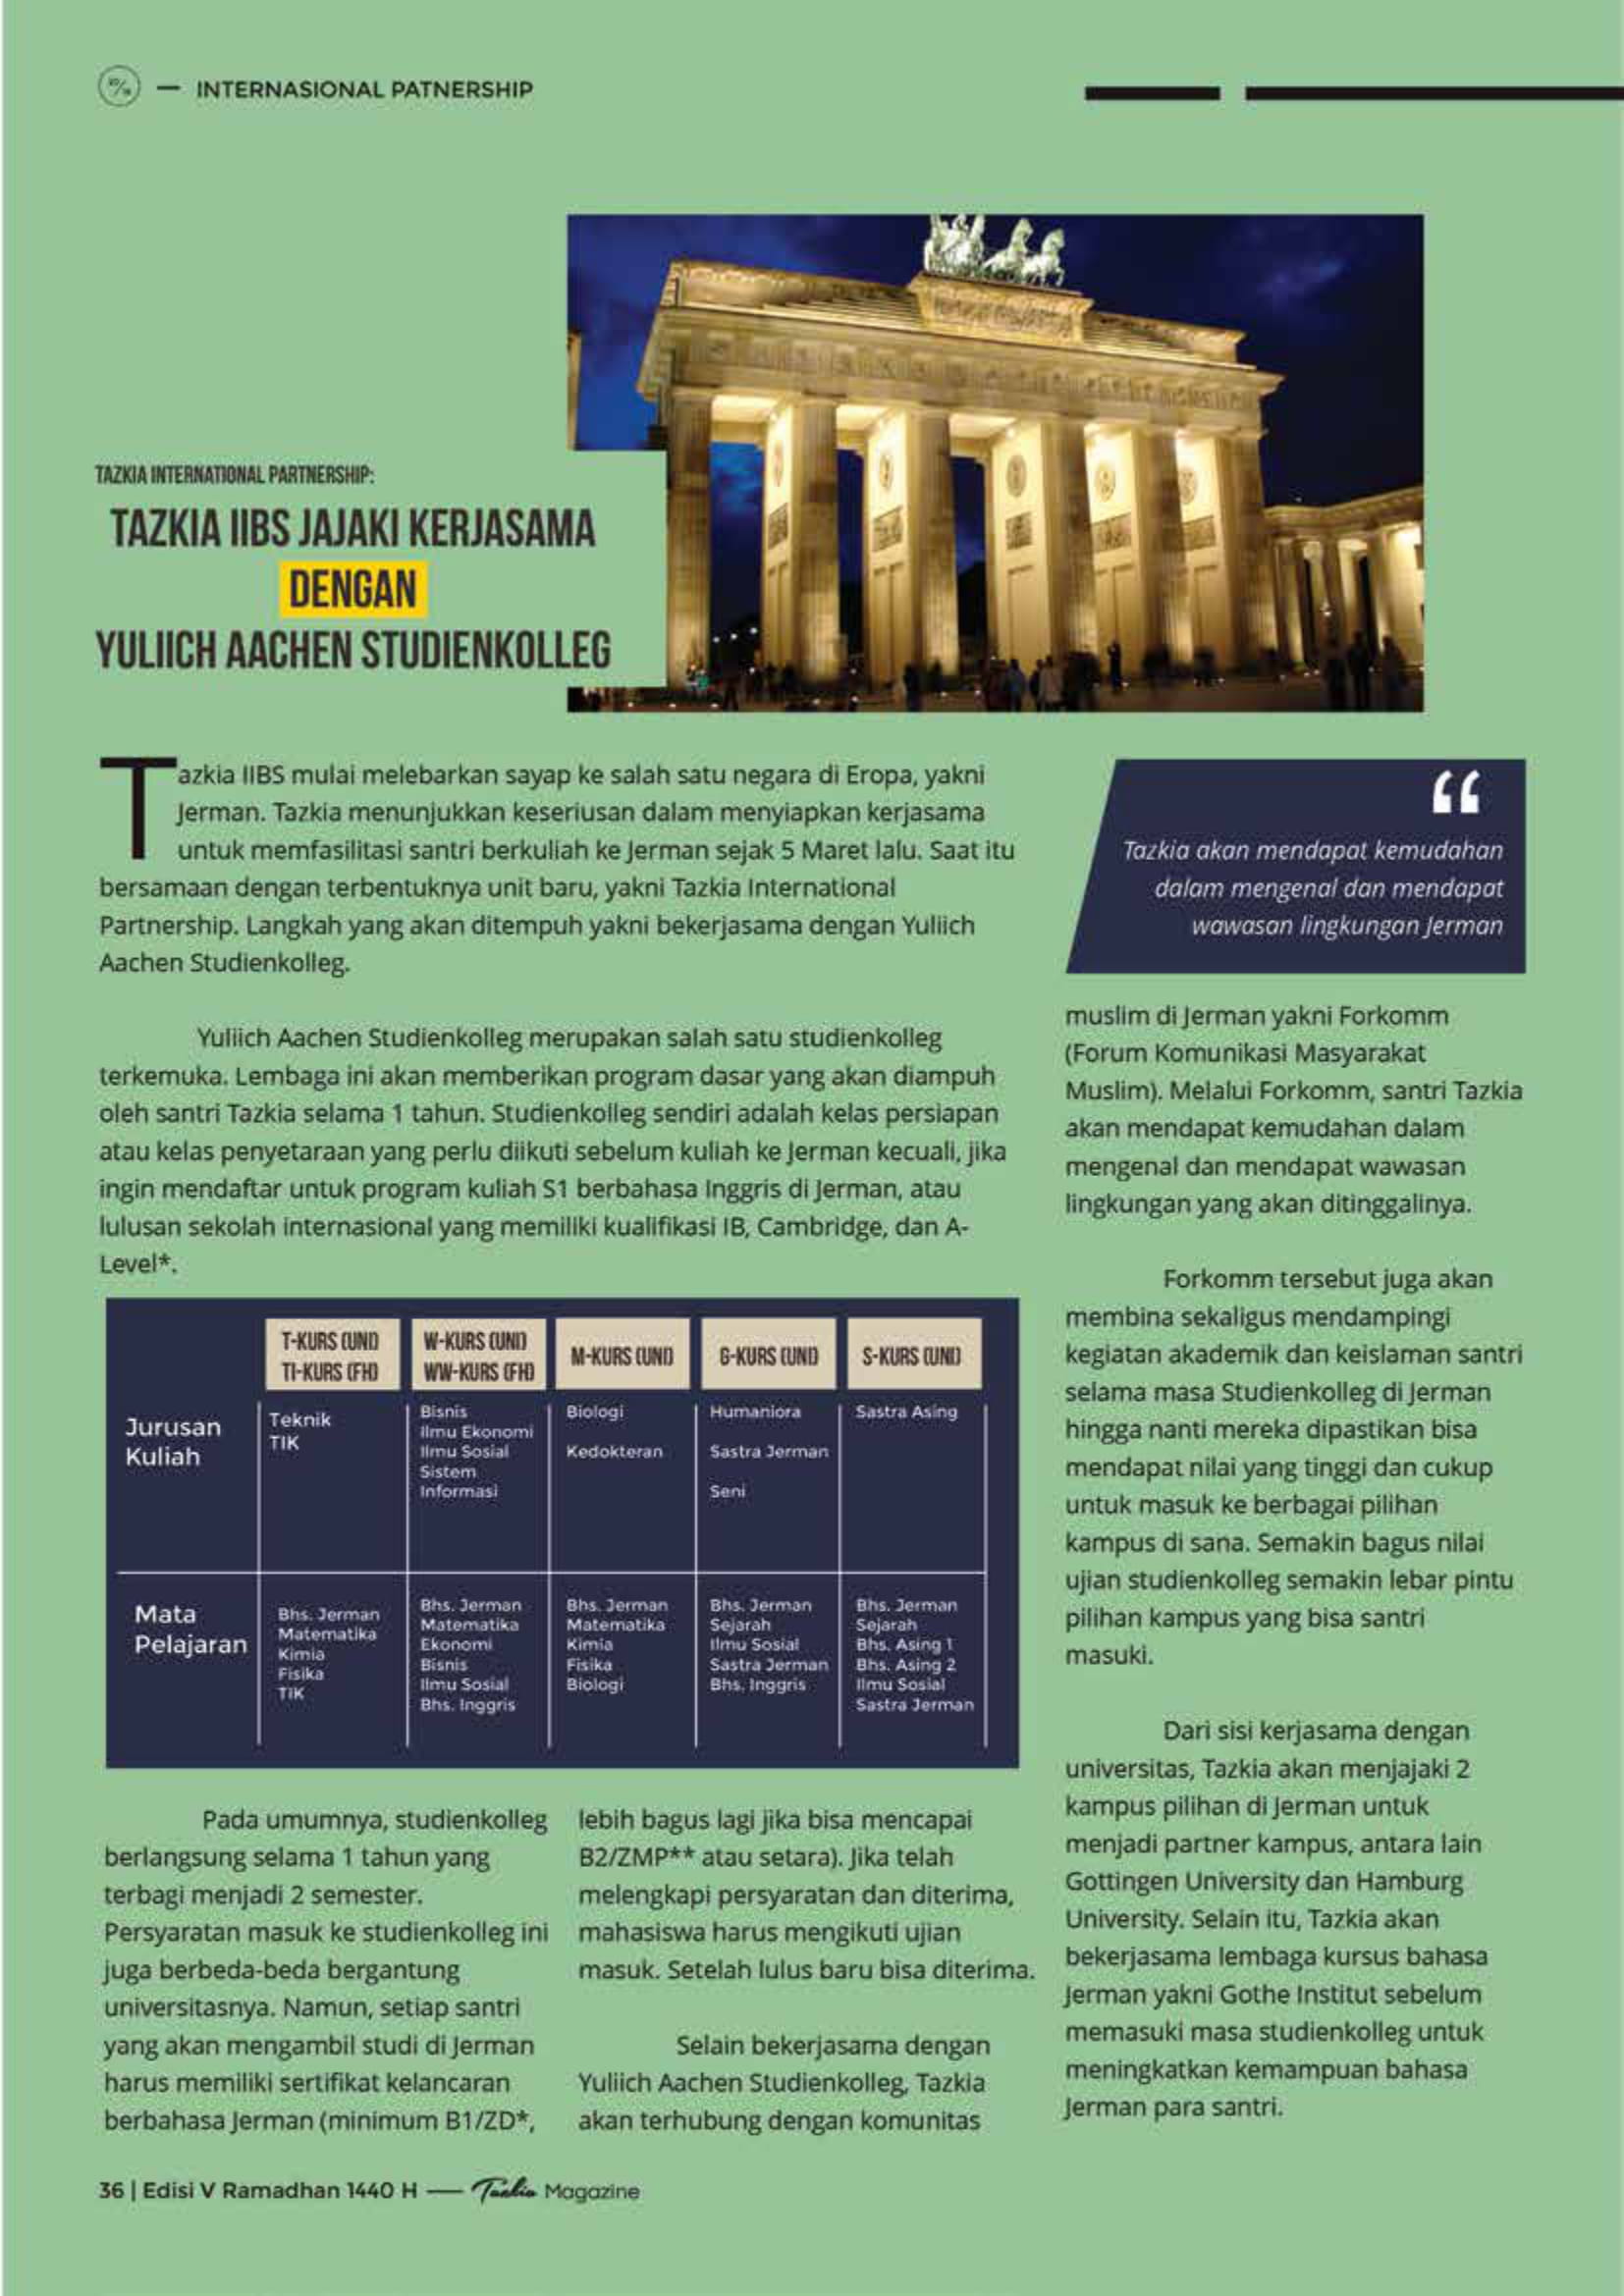 INTERNASIONAL PATNERSHIP
TAZKIA INTERNATIONAL PARTNERSHIP:
TAZKIA IIBS JAJAKI KERJASAMA
DENGAN
YULIICH AACHEN STUDIENKOLLEG
Tazkia IIBS mulai melebarkan sayap ke salah satu negara di Eropa, yakni
Jerman. Tazkia menunjukkan keseriusan dalam menyiapkan kerjasama
untuk memfasilitasi santri berkuliah ke Jerman sejak 5 Maret lalu. Saat itu
bersamaan dengan terbentuknya unit baru, yakni Tazkia International
Partnership. Langkah yang akan ditempuh yakni bekerjasama dengan Yuliich
Aachen Studienkolleg.
Yuliich Aachen Studienkolleg merupakan salah satu studienkolleg
terkemuka. Lembaga ini akan memberikan program dasar yang akan diampuh
oleh santri Tazkia selama 1 tahun. Studienkolleg sendiri adalah kelas persiapan
atau kelas penyetaraan yang perlu diikuti sebelum kuliah ke Jerman kecuali, jika
ingin mendaftar untuk program kuliah S1 berbahasa Inggris di Jerman, atau
lulusan sekolah internasional yang memiliki kualifikasi IB, Cambridge, dan A-
Level*.
T-KURS (UNI)
TI-KURS (FH)
W-KURS (UNI)
WW-KURS (FH)
M-KURS (UNI)
G-KURS (UNI)
S-KURS (UNI)
Jurusan
Kuliah
Teknik
TIK
Bisnis
Ilmu Ekonomi
Ilmu Sosial
Sistem
Informasi
Biologi
Kedokteran
Humaniora
Sastra Jerman
Seni
Sastra Asing
Mata
Pelajaran
Bhs. Jerman
Matematika
Kimia
Fisika
TIK
Bhs. Jerman
Matematika
Ekonomi
Bisnis
Ilmu Sosial
Bhs. Inggris
Bhs. Jerman
Matematika
Kimia
Fisika
Biologi
Bhs. Jerman
Sejarah
Ilmu Sosial
Sastra Jerman
Bhs. Inggris
Bhs. Jerman
Sejarah
Bhs. Asing 1
Bhs. Asing 2
Ilmu Sosial
Sastra Jerman
Pada umumnya, studienkolleg
berlangsung selama 1 tahun yang
terbagi menjadi 2 semester.
Persyaratan masuk ke studienkolleg ini
juga berbeda-beda bergantung
universitasnya. Namun, setiap santri
yang akan mengambil studi di Jerman
harus memiliki sertifikat kelancaran
berbahasa Jerman (minimum B1/ZD*,
lebih bagus lagi jika bisa mencapai
B2/ZMP** atau setara). Jika telah
melengkapi persyaratan dan diterima,
mahasiswa harus mengikuti ujian
masuk. Setelah lulus baru bisa diterima.
Selain bekerjasama dengan
Yuliich Aachen Studienkolleg, Tazkia
akan terhubung dengan komunitas
“
Tazkia akan mendapat kemudahan
dalam mengenal dan mendapat
wawasan lingkungan Jerman
muslim di Jerman yakni Forkomm
(Forum Komunikasi Masyarakat
Muslim). Melalui Forkomm, santri Tazkia
akan mendapat kemudahan dalam
mengenal dan mendapat wawasan
lingkungan yang akan ditinggalinya.
Forkomm tersebut juga akan
membina sekaligus mendampingi
kegiatan akademik dan keislaman santri
selama masa Studienkolleg di Jerman
hingga nanti mereka dipastikan bisa
mendapat nilai yang tinggi dan cukup
untuk masuk ke berbagai pilihan
kampus di sana. Semakin bagus nilai
ujian studienkolleg semakin lebar pintu
pilihan kampus yang bisa santri
masuki.
Dari sisi kerjasama dengan
universitas, Tazkia akan menjajaki 2
kampus pilihan di Jerman untuk
menjadi partner kampus, antara lain
Gottingen University dan Hamburg
University. Selain itu, Tazkia akan
bekerjasama lembaga kursus bahasa
Jerman yakni Gothe Institut sebelum
memasuki masa studienkolleg untuk
meningkatkan kemampuan bahasa
Jerman para santri.
36 | Edisi V Ramadhan 1440 H — Tazkia Magazine